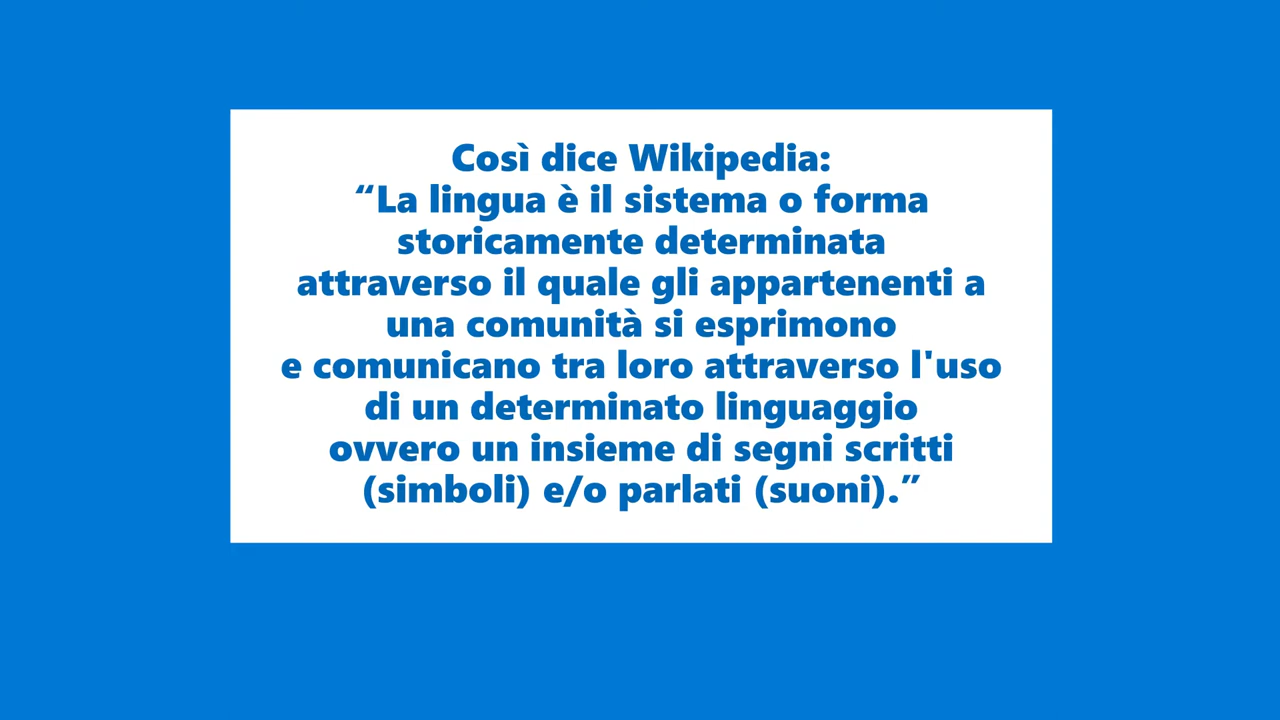 Così dice Wikipedia:
“La lingua è il sistema o forma
storicamente determinata
attraverso il quale gli appartenenti a
una comunità si esprimono
e comunicano tra loro attraverso l'uso
di un determinato linguaggio
ovvero un insieme di segni scritti
(simboli) e/o parlati (suoni).”